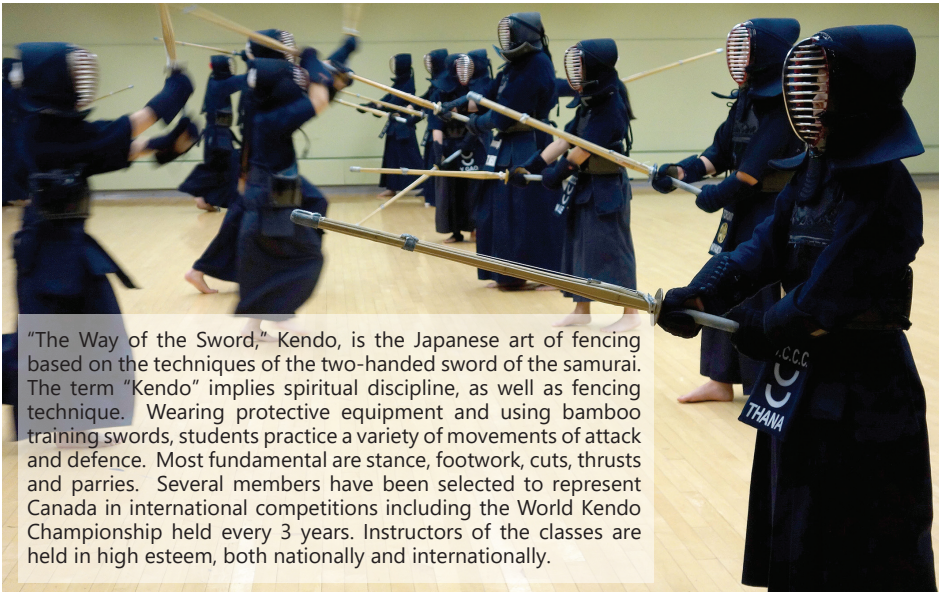 "The Way of the Sword," Kendo, is the Japanese art of fencing
based on the techniques of the two-handed sword of the samurai.
The term "Kendo" implies spiritual discipline, as well as fencing
technique.  Wearing protective equipment and using bamboo
training swords, students practice a variety of movements of attack
and defence.  Most fundamental are stance, footwork, cuts, thrusts
and parries.  Several members have been selected to represent
Canada in international competitions including the World Kendo
Championship held every 3 years. Instructors of the classes are
held in high esteem, both nationally and internationally.
.C.C.C.
THANA